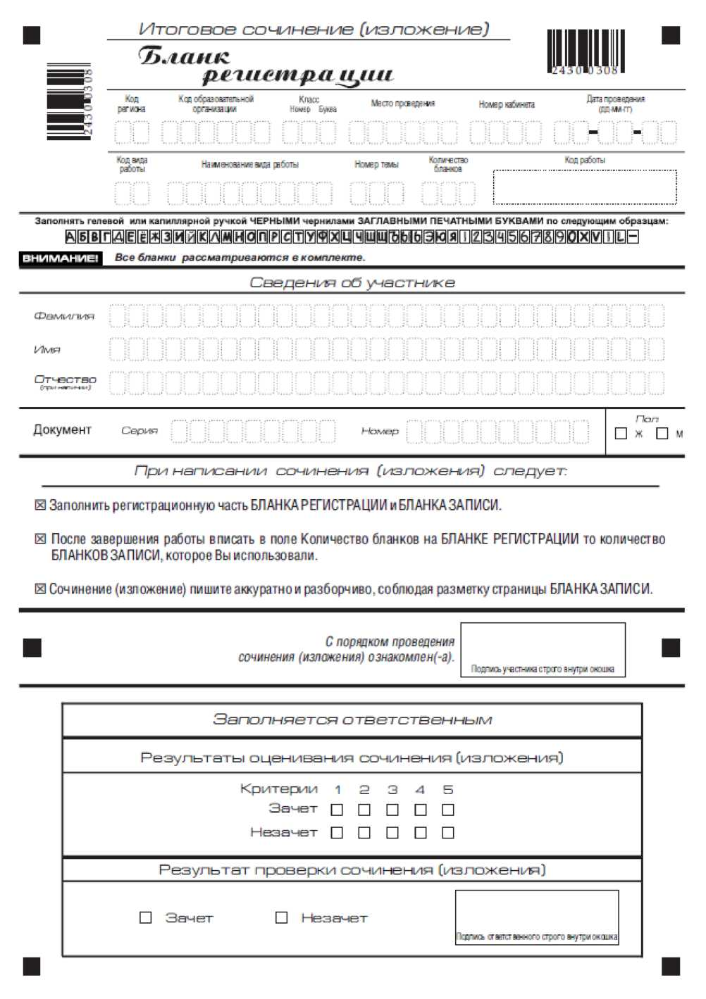 Итоговое сочинение (изложение)
Бланк
регистрации
2430 0308
2430 0308
Код региона
Код образовательной организации
Класс
Номер Буква
Место проведения
Номер кабинета
Дата проведения (ДД-ММ-ГГ)
Код вида работы
Наименование вида работы
Номер темы
Количество бланков
Код работы
Заполнять гелевой или капиллярной ручкой ЧЕРНЫМИ чернилами ЗАГЛАВНЫМИ ПЕЧАТНЫМИ БУКВАМИ по следующим образцам:
АБВГДЕЁЖЗИЙКЛМНОПРСТУФХЦЧШЩЪЫЬЭЮЯ1234567890XVIL-
ВНИМАНИЕ! Все бланки рассматриваются в комплекте.
Сведения об участнике
Фамилия
Имя
Отчество
(при наличии)
Документ Серия Номер
Пол
Ж М
При написании сочинения (изложения) следует:
Заполнить регистрационную часть БЛАНКА РЕГИСТРАЦИИ и БЛАНКА ЗАПИСИ.
После завершения работы вписать в поле Количество бланков на БЛАНКЕ РЕГИСТРАЦИИ то количество
БЛАНКОВ ЗАПИСИ, которое Вы использовали.
Сочинение (изложение) пишите аккуратно и разборчиво, соблюдая разметку страницы БЛАНКА ЗАПИСИ.
С порядком проведения
сочинения (изложения) ознакомлен(-а).
Подпись участника строго внутри окошка
Заполняется ответственным
Результаты оценивания сочинения (изложения)
Критерии 1 2 3 4 5
Зачет
Незачет
Результат проверки сочинения (изложения)
Зачет Незачет
Подпись ответственного строго внутри окошка